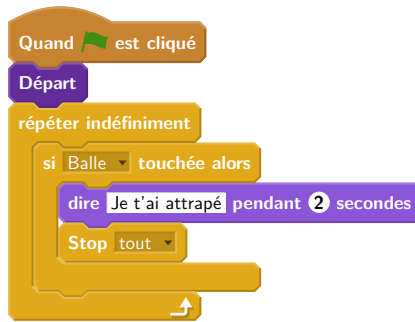 Quand est cliqué
Départ
répéter indéfiniment
si Balle touchée alors
dire Je t'ai attrapé pendant 2 secondes
Stop tout